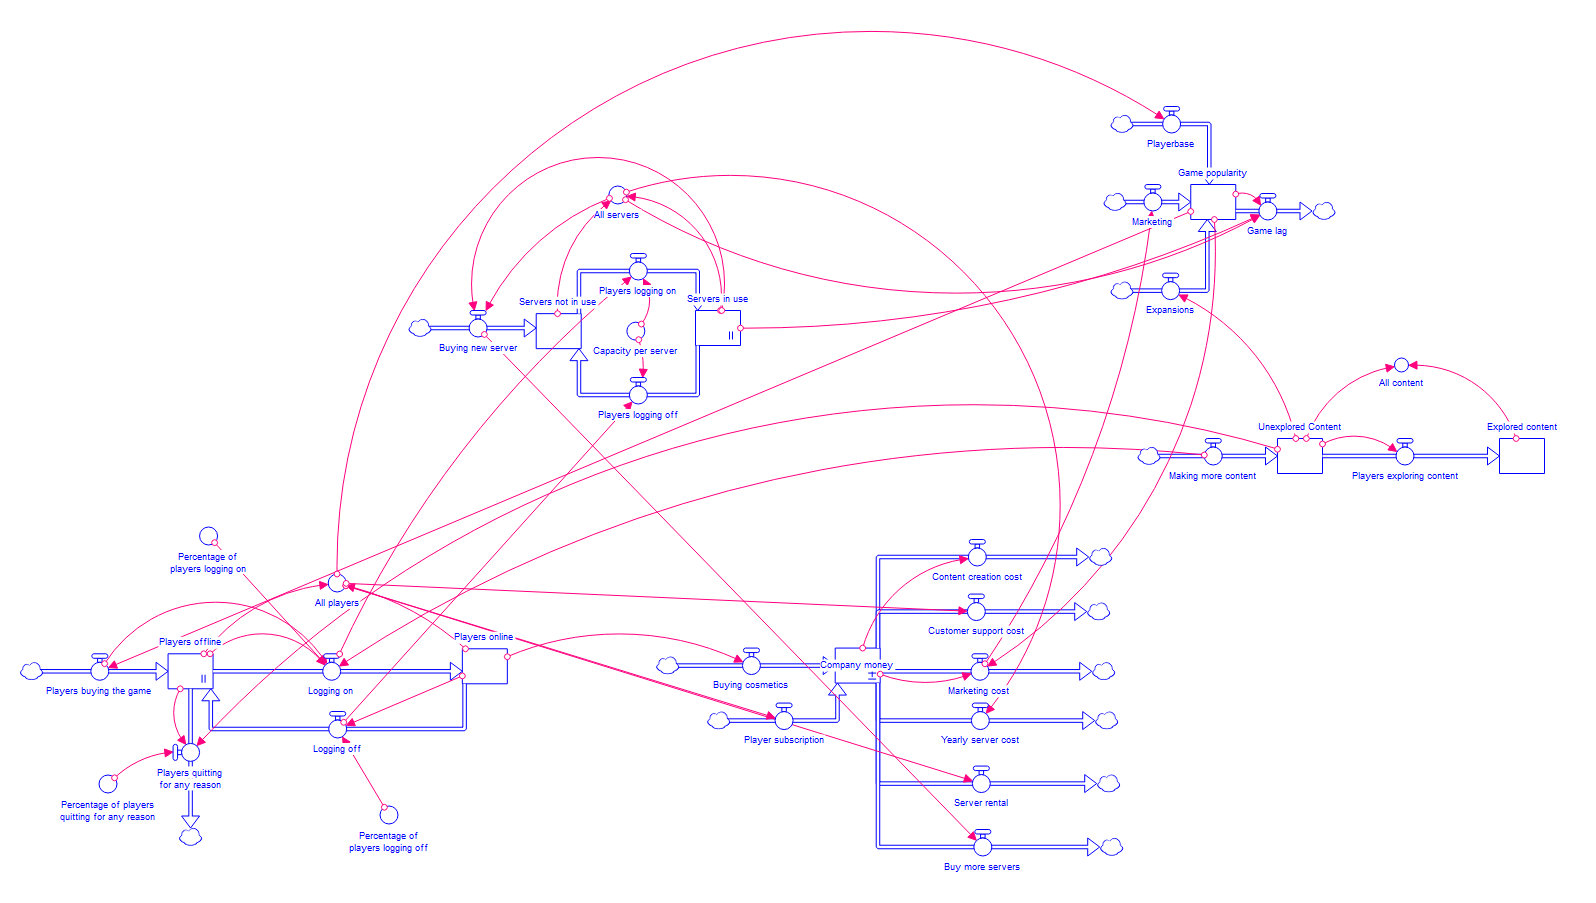 Playerbase
Game popularity
Marketing
Game lag
All servers
Players logging on
Servers not in use
Servers in use
Expansions
Buying new server
Capacity per server
All content
Players logging off
Unexplored Content
Explored content
Making more content
Players exploring content
Percentage of
players logging on
Content creation cost
All players
Customer support cost
Players offline
Players online
Company money
Players buying the game
Logging on
Buying cosmetics
Marketing cost
Logging off
Player subscription
Yearly server cost
Players quitting
for any reason
Percentage of players
quitting for any reason
Server rental
Percentage of
players logging off
Buy more servers